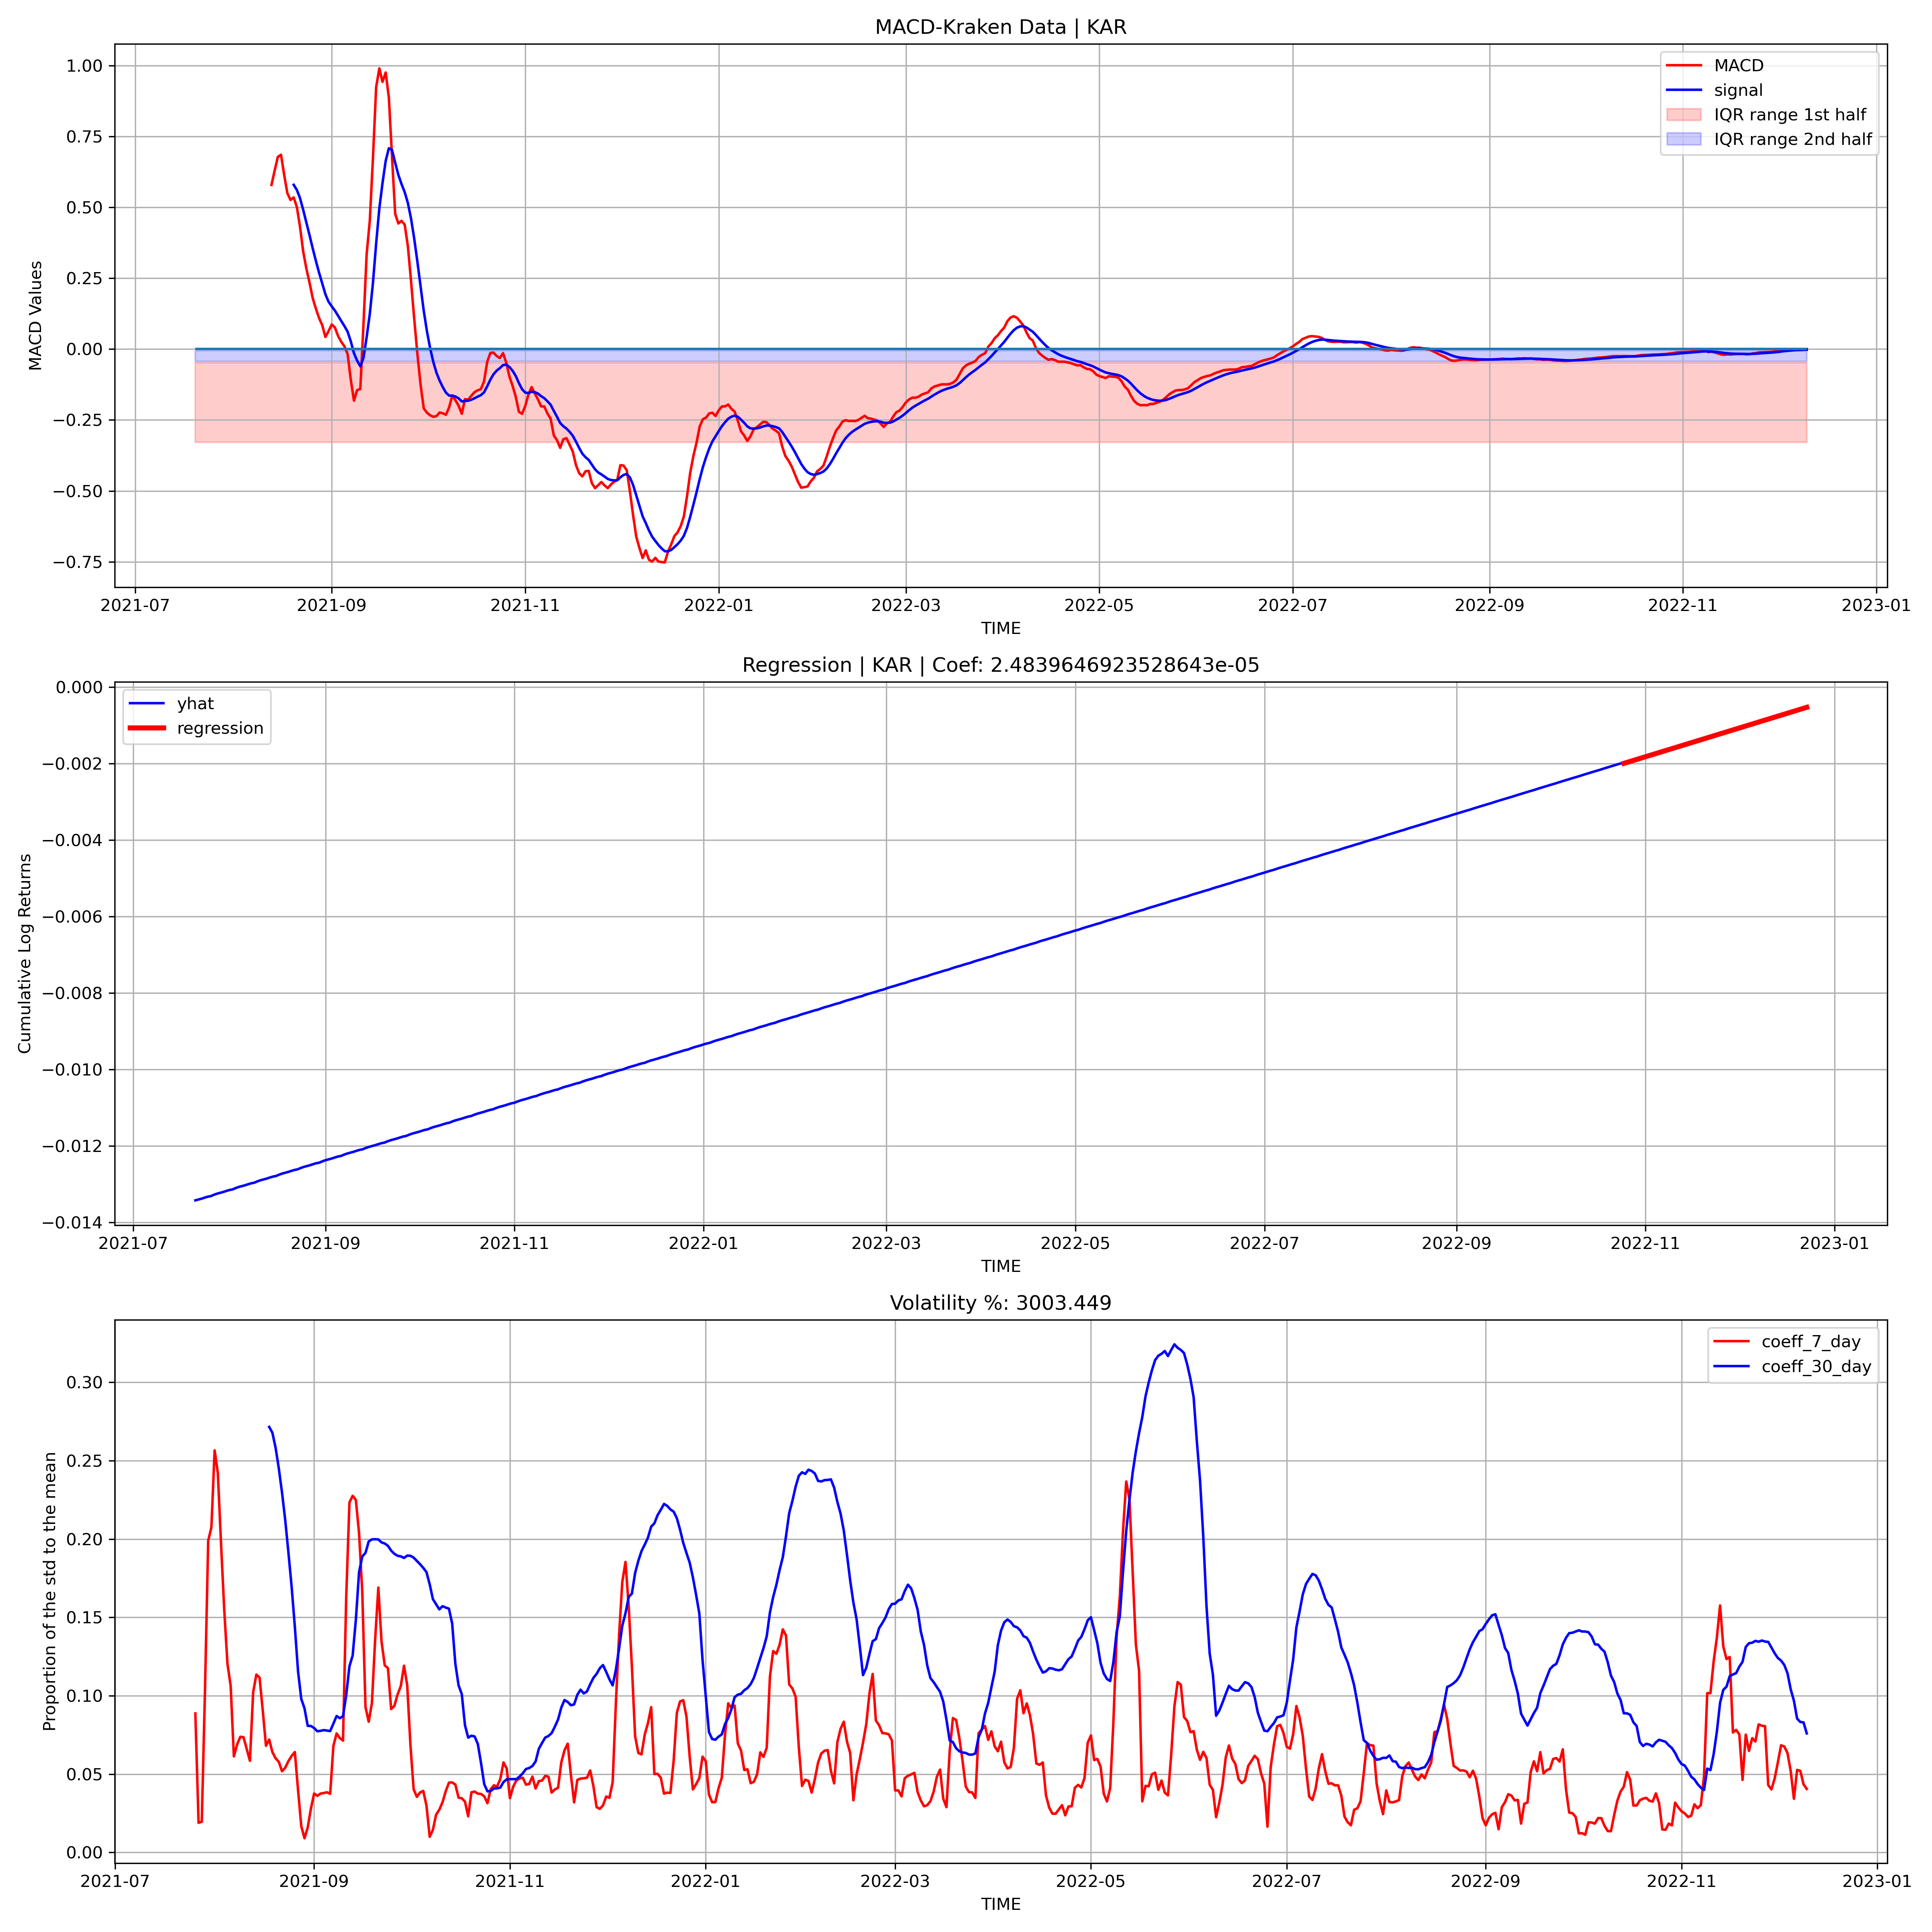 MACD-Kraken Data | KAR
MACD Values
1.00
0.75
0.50
0.25
0.00
−0.25
−0.50
−0.75
MACD
signal
IQR range 1st half
IQR range 2nd half
2021-07 2021-09 2021-11 2022-01 2022-03 2022-05 2022-07 2022-09 2022-11 2023-01
TIME
Regression | KAR | Coef: 2.4839646923528643e-05
Cumulative Log Returns
0.000
−0.002
−0.004
−0.006
−0.008
−0.010
−0.012
−0.014
yhat
regression
2021-07 2021-09 2021-11 2022-01 2022-03 2022-05 2022-07 2022-09 2022-11 2023-01
TIME
Volatility %: 3003.449
Proportion of the std to the mean
0.30
0.25
0.20
0.15
0.10
0.05
0.00
coeff_7_day
coeff_30_day
2021-07 2021-09 2021-11 2022-01 2022-03 2022-05 2022-07 2022-09 2022-11 2023-01
TIME